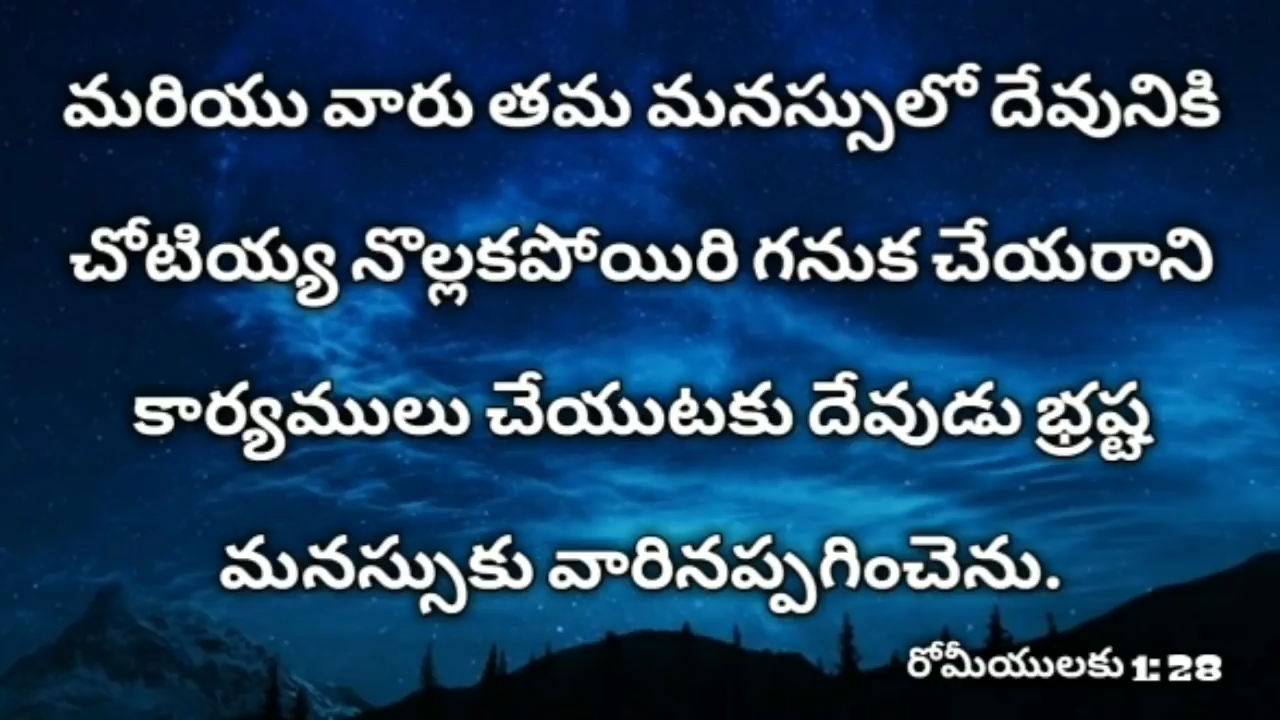 మరియు వారు తమ మనస్సులో దేవునికి
చోటియ్య నొల్లకపోయిరి గనుక చేయరాని
కార్యములు చేయుటకు దేవుడు భ్రష్ట
మనస్సుకు వారినప్పగించెను.
రోమీయులకు 1: 28